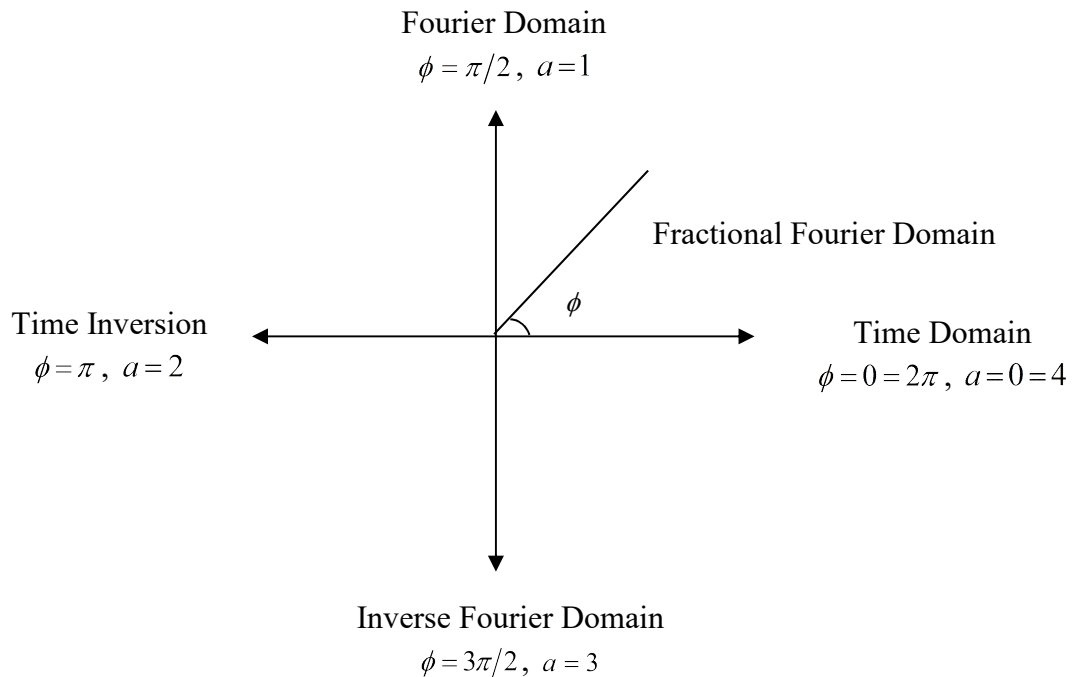 Fourier Domain
ϕ = π/2, a=1
Fractional Fourier Domain
ϕ
Time Inversion
ϕ = π, a = 2
Time Domain
ϕ = 0 = 2π, a = 0 = 4
Inverse Fourier Domain
ϕ = 3π/2, a = 3